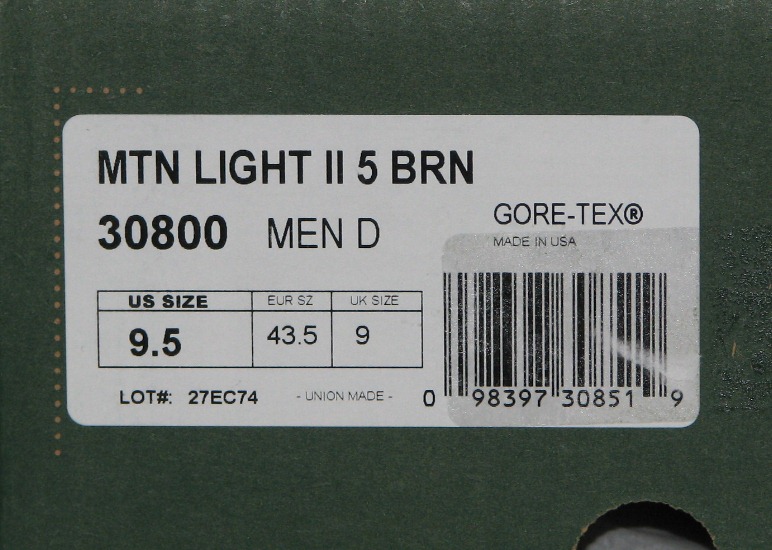 MTN LIGHT II 5 BRN
30800 MEN D
GORE-TEX®
MADE IN USA
US SIZE EUR SZ UK SIZE
9.5 43.5 9
LOT#: 27EC74 - UNION MADE -
0 98397 30851 9